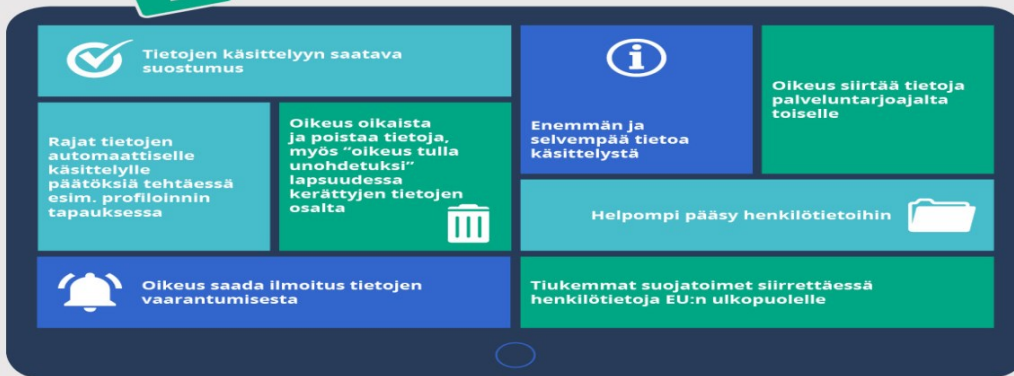 Tietojen käsittelyyn saatava
suostumus
Enemmän ja
selvempää tietoa
käsittelystä
Oikeus siirtää tietoja
palveluntarjoajalta
toiselle
Rajat tietojen
automaattiselle
käsittelylle
päätöksiä tehtäessä
esim. profiloinnin
tapauksessa
Oikeus oikaista
ja poistaa tietoja,
myös “oikeus tulla
unohdetuksi”
lapsuudessa
kerättyjen tietojen
osalta
Helpompi pääsy henkilötietoihin
Oikeus saada ilmoitus tietojen
vaarantumisesta
Tiukemmat suojatoimet siirrettäessä
henkilötietoja EU:n ulkopuolelle